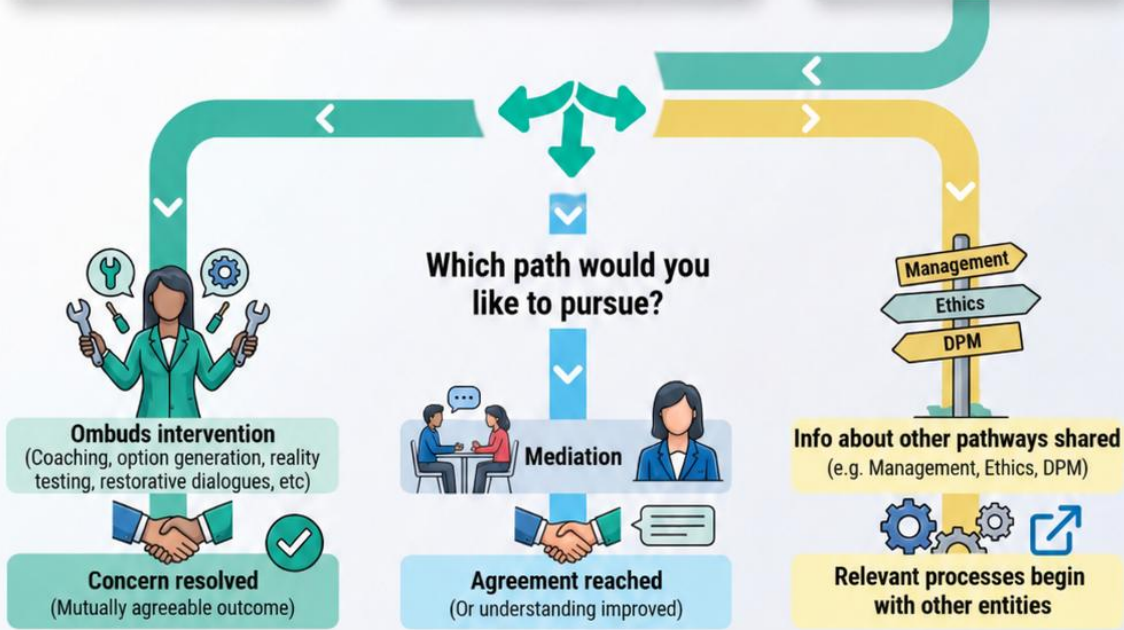 Which path would you
like to pursue?
Management
Ethics
DPM
Ombuds intervention
(Coaching, option generation, reality
testing, restorative dialogues, etc)
Mediation
Info about other pathways shared
(e.g. Management, Ethics, DPM)
Concern resolved
(Mutually agreeable outcome)
Agreement reached
(Or understanding improved)
Relevant processes begin
with other entities